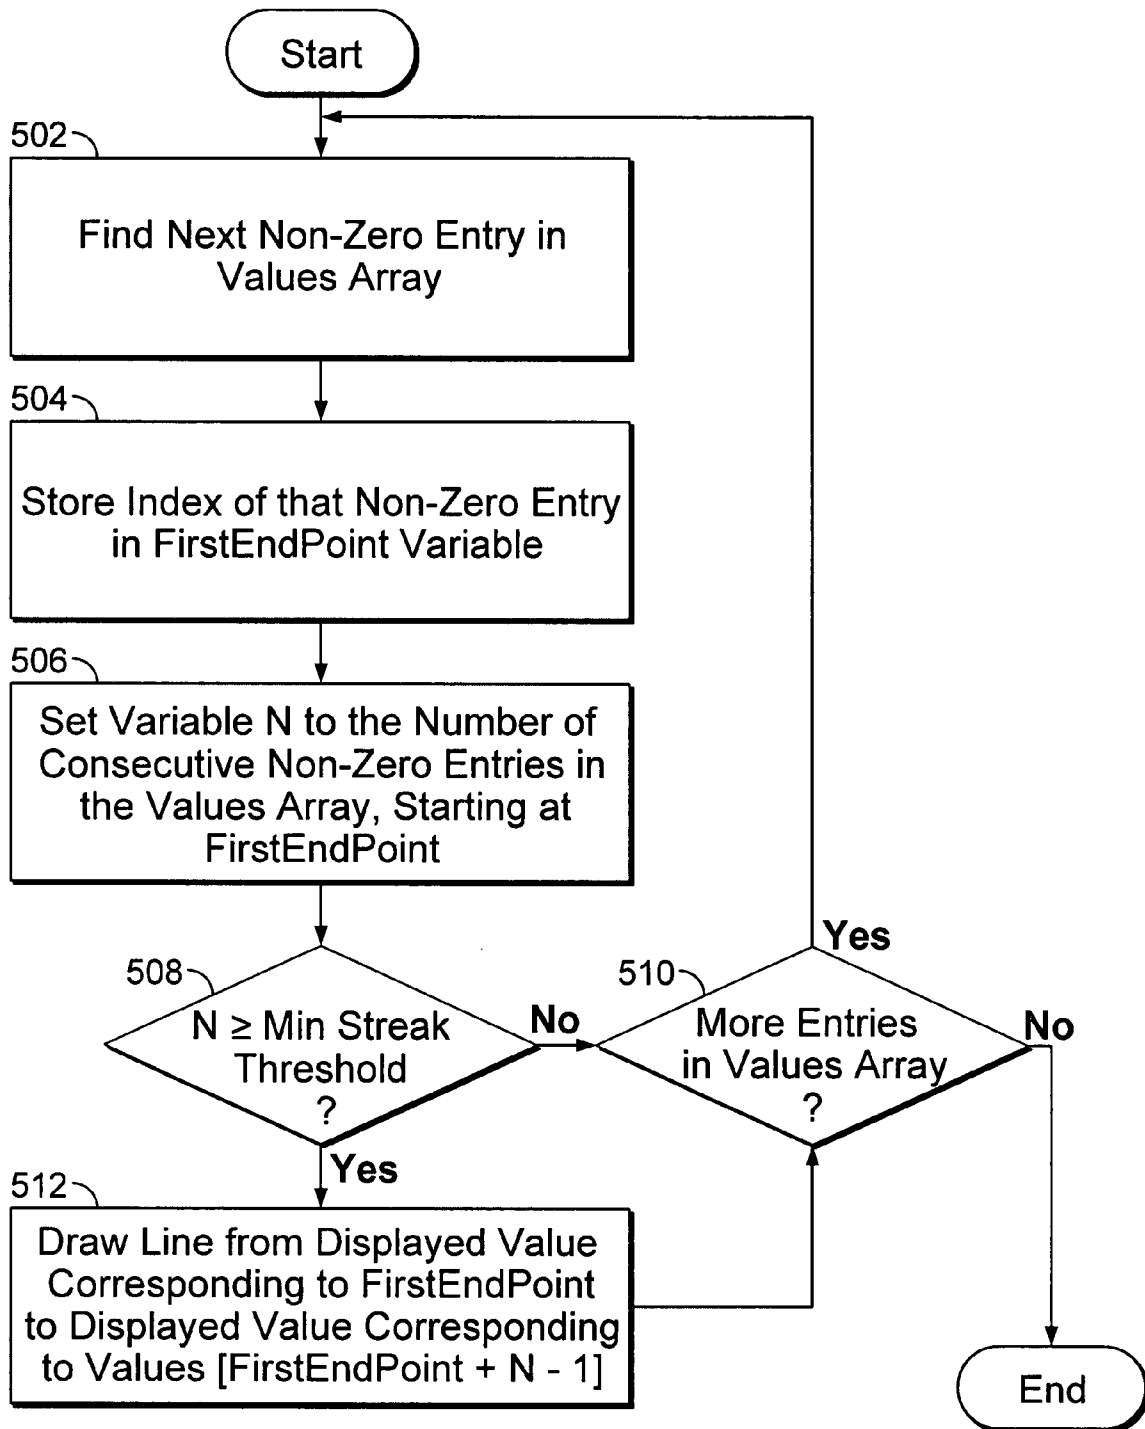 Start
502
Find Next Non-Zero Entry in
Values Array
504
Store Index of that Non-Zero Entry
in FirstEndPoint Variable
506
Set Variable N to the Number of
Consecutive Non-Zero Entries in
the Values Array, Starting at
FirstEndPoint
508
N ≥ Min Streak
Threshold
?
No
Yes
510
More Entries
in Values Array
?
Yes
No
512
Draw Line from Displayed Value
Corresponding to FirstEndPoint
to Displayed Value Corresponding
to Values [FirstEndPoint + N - 1]
End